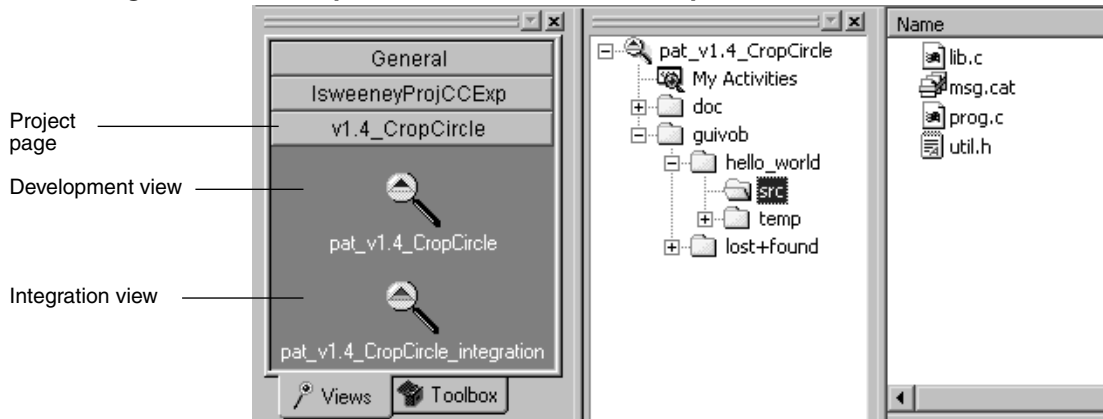 General
lsweeneyProjCCExp
Project
page
v1.4_CropCircle
Development view
pat_v1.4_CropCircle
Integration view
pat_v1.4_CropCircle_integration
Views
Toolbox
pat_v1.4_CropCircle
My Activities
doc
guivob
hello_world
src
temp
lost+found
Name
lib.c
msg.cat
prog.c
util.h